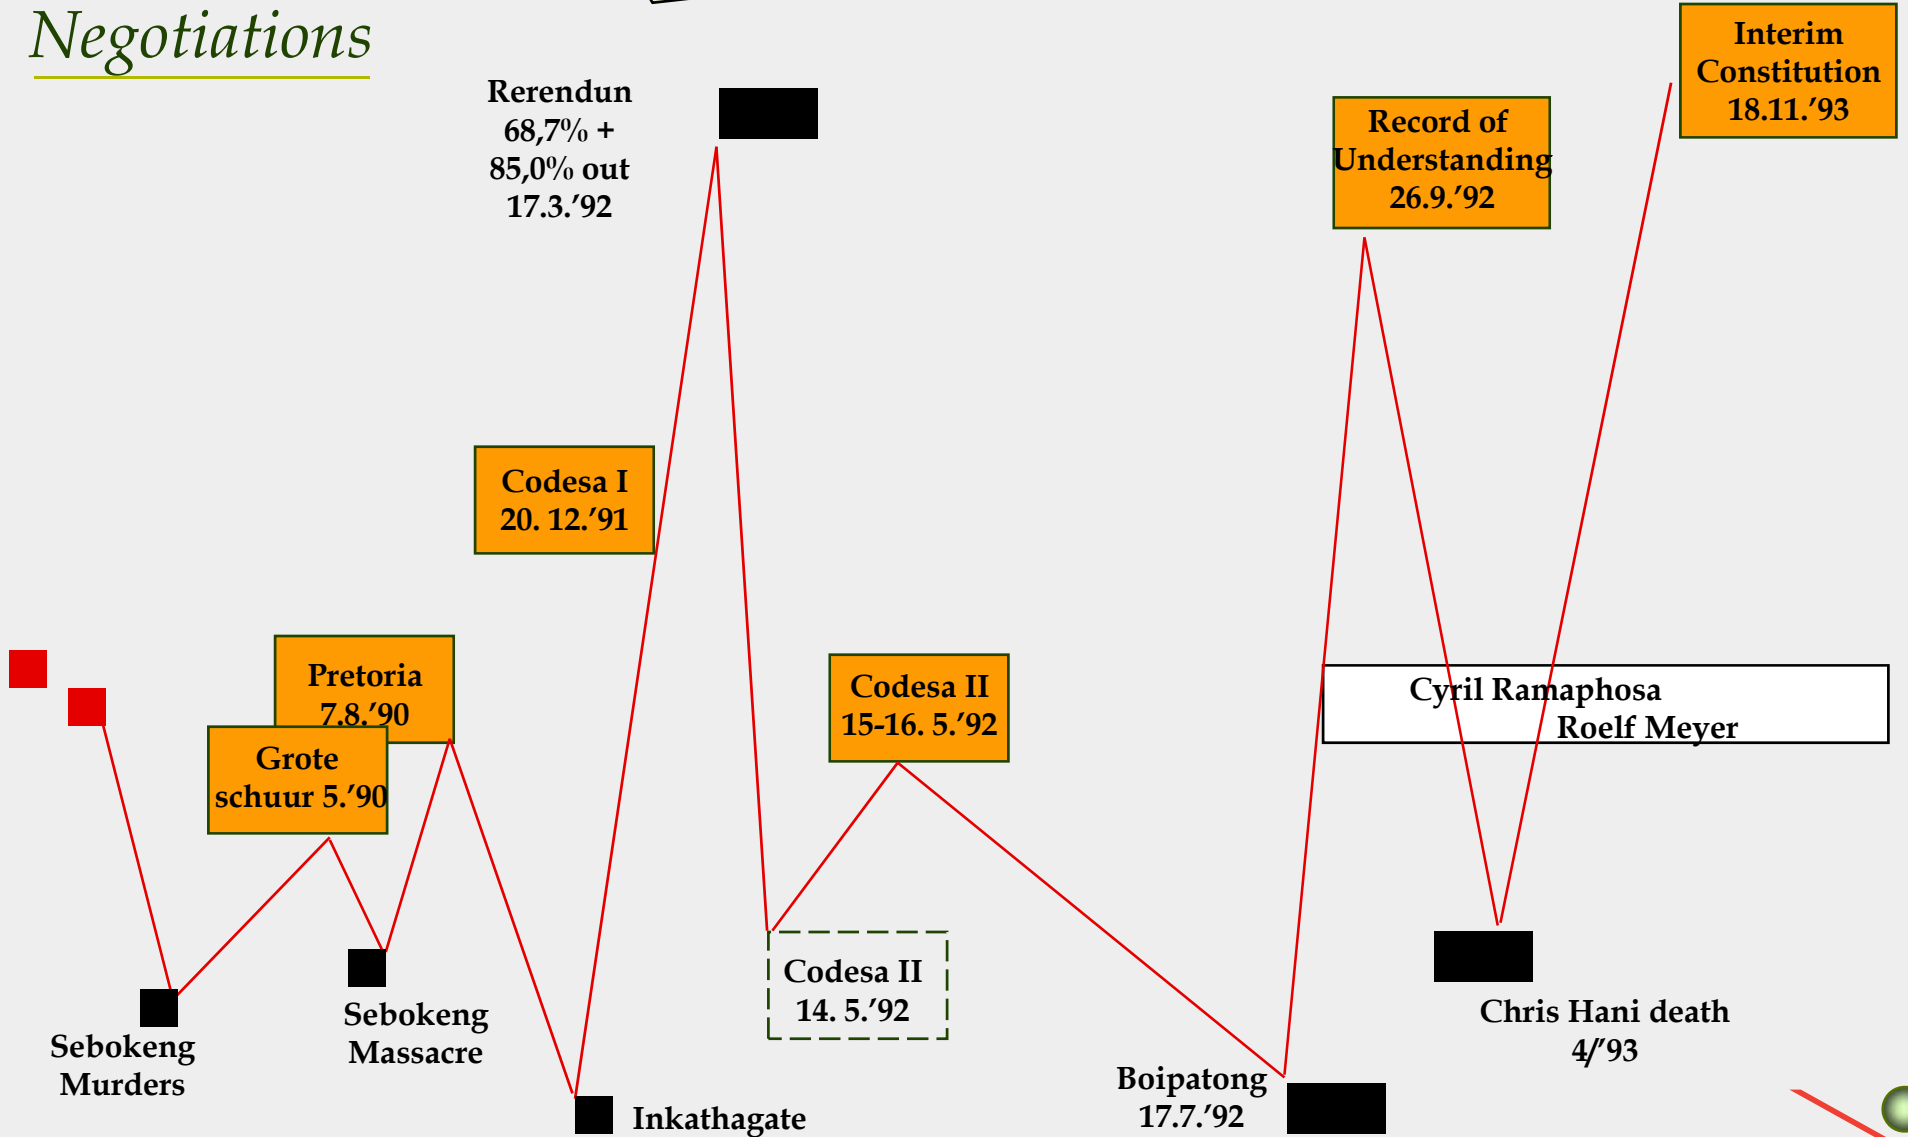 Negotiations
Rerendun
68,7% +
85,0% out
17.3.’92
Interim
Constitution
18.11.’93
Record of
Understanding
26.9.’92
Codesa I
20. 12.’91
Pretoria
7.8.’90
Grote
schuur 5.’90
Codesa II
15-16. 5.’92
Cyril Ramaphosa
Roelf Meyer
Codesa II
14. 5.’92
Sebokeng
Murders
Sebokeng
Massacre
Inkathagate
Boipatong
17.7.’92
Chris Hani death
4/’93